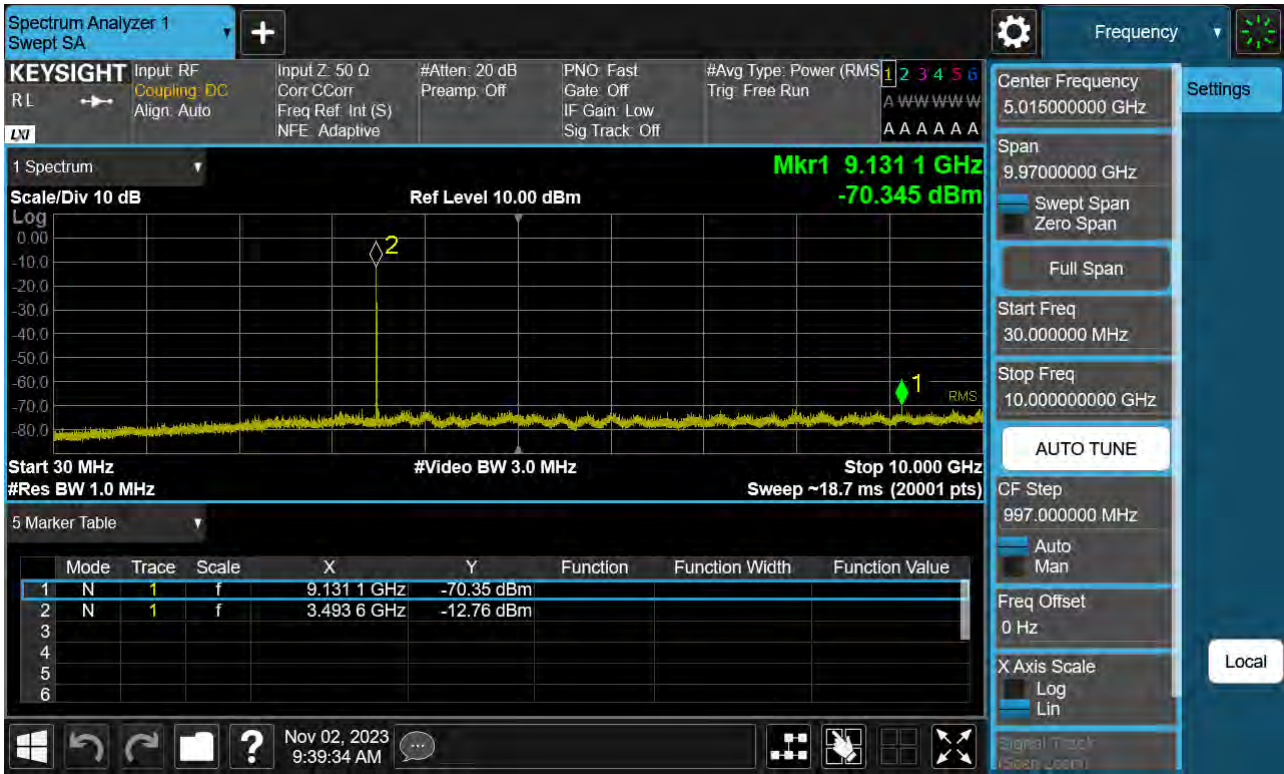 Spectrum Analyzer 1
Swept SA
Frequency
KEYSIGHT
RL
LXI
Input: RF
Coupling: DC
Align: Auto
Input Z: 50 Ω
Corr CCorr
Freq Ref: Int (S)
NFE: Adaptive
#Atten: 20 dB
Preamp: Off
PNO: Fast
Gate: Off
IF Gain: Low
Sig Track: Off
#Avg Type: Power (RMS
Trig: Free Run
1 2 3 4 5 6
A W W W W W
A A A A A A
1 Spectrum
Scale/Div 10 dB
Ref Level 10.00 dBm
Mkr1 9.131 1 GHz
-70.345 dBm
Log
0.00
-10.0
-20.0
-30.0
-40.0
-50.0
-60.0
-70.0
-80.0
2
1
RMS
Start 30 MHz
#Video BW 3.0 MHz
Stop 10.000 GHz
#Res BW 1.0 MHz
Sweep ~18.7 ms (20001 pts)
5 Marker Table
Mode Trace Scale X Y Function Function Width Function Value
1 N 1 f 9.131 1 GHz -70.35 dBm
2 N 1 f 3.493 6 GHz -12.76 dBm
3
4
5
6
?
Nov 02, 2023
9:39:34 AM
Center Frequency
5.015000000 GHz
Span
9.97000000 GHz
Swept Span
Zero Span
Full Span
Start Freq
30.000000 MHz
Stop Freq
10.000000000 GHz
AUTO TUNE
CF Step
997.000000 MHz
Auto
Man
Freq Offset
0 Hz
X Axis Scale
Log
Lin
Signal Track
(Span Zoom)
Settings
Local